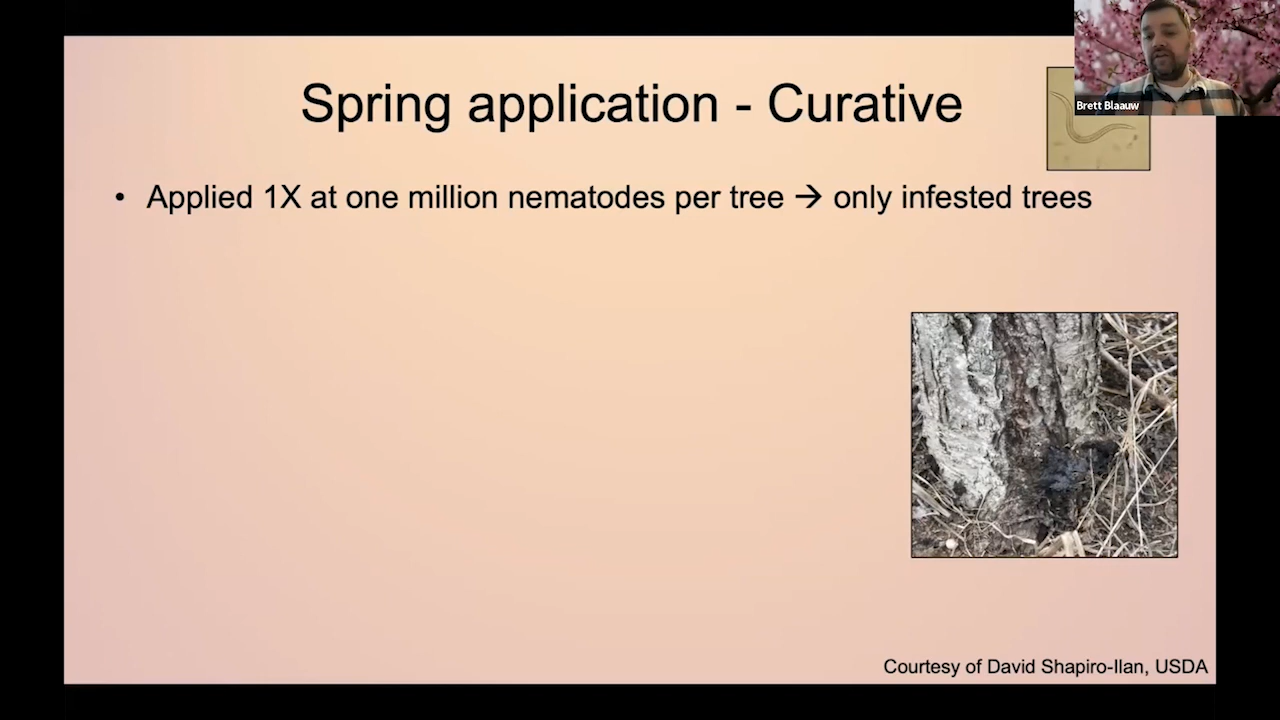 Spring application - Curative
Brett Blaauw
• Applied 1X at one million nematodes per tree → only infested trees
Courtesy of David Shapiro-Ilan, USDA